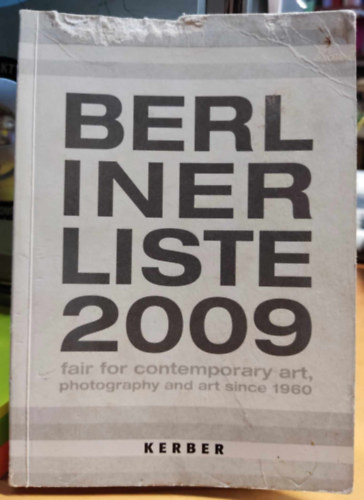 BERL
INER
LISTE
2009
fair for contemporary art,
photography and art since 1960
KERBER